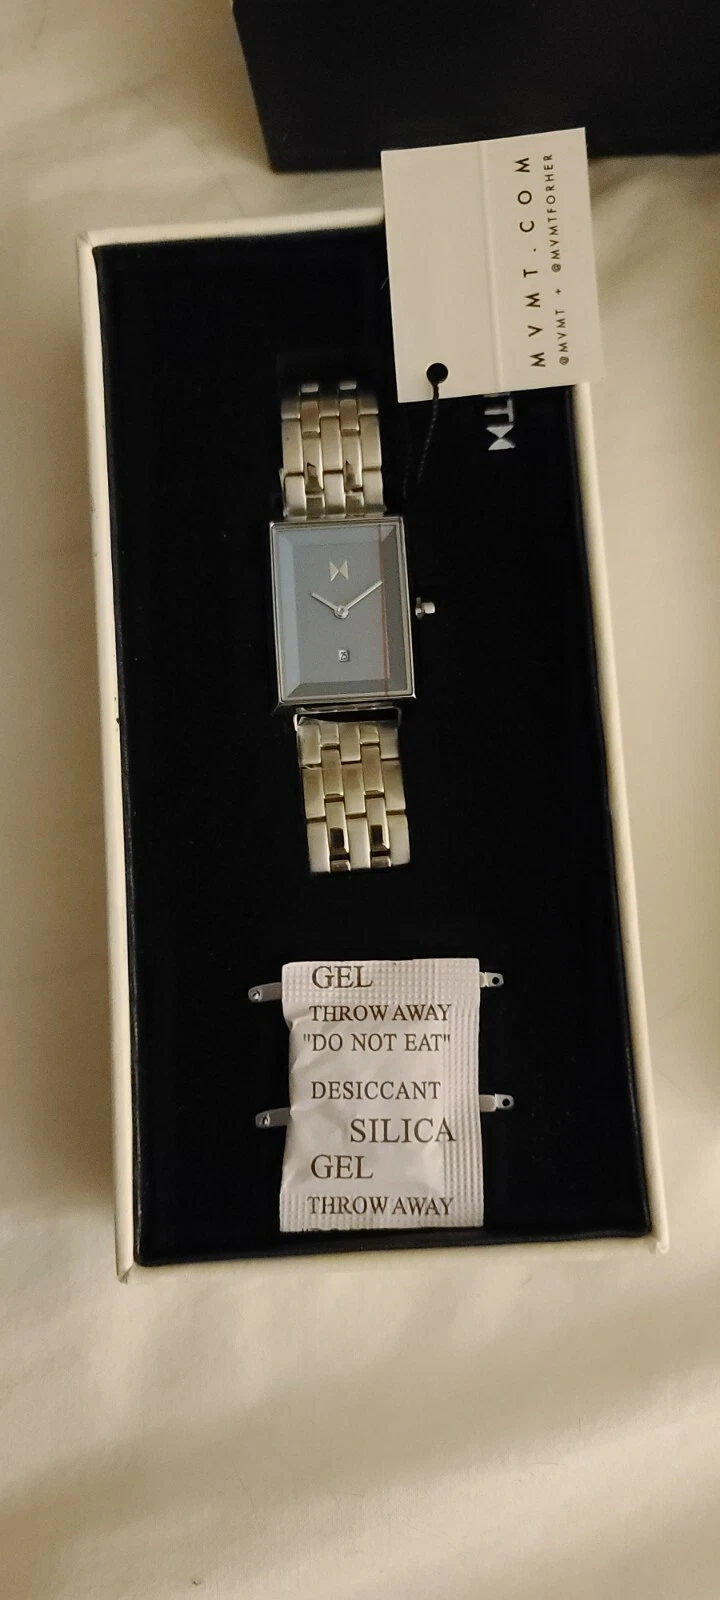 MVMT.COM
@MVMT + @MVMTFORHER
GEL
THROW AWAY
"DO NOT EAT"
DESICCANT
SILICA
GEL
THROW AWAY